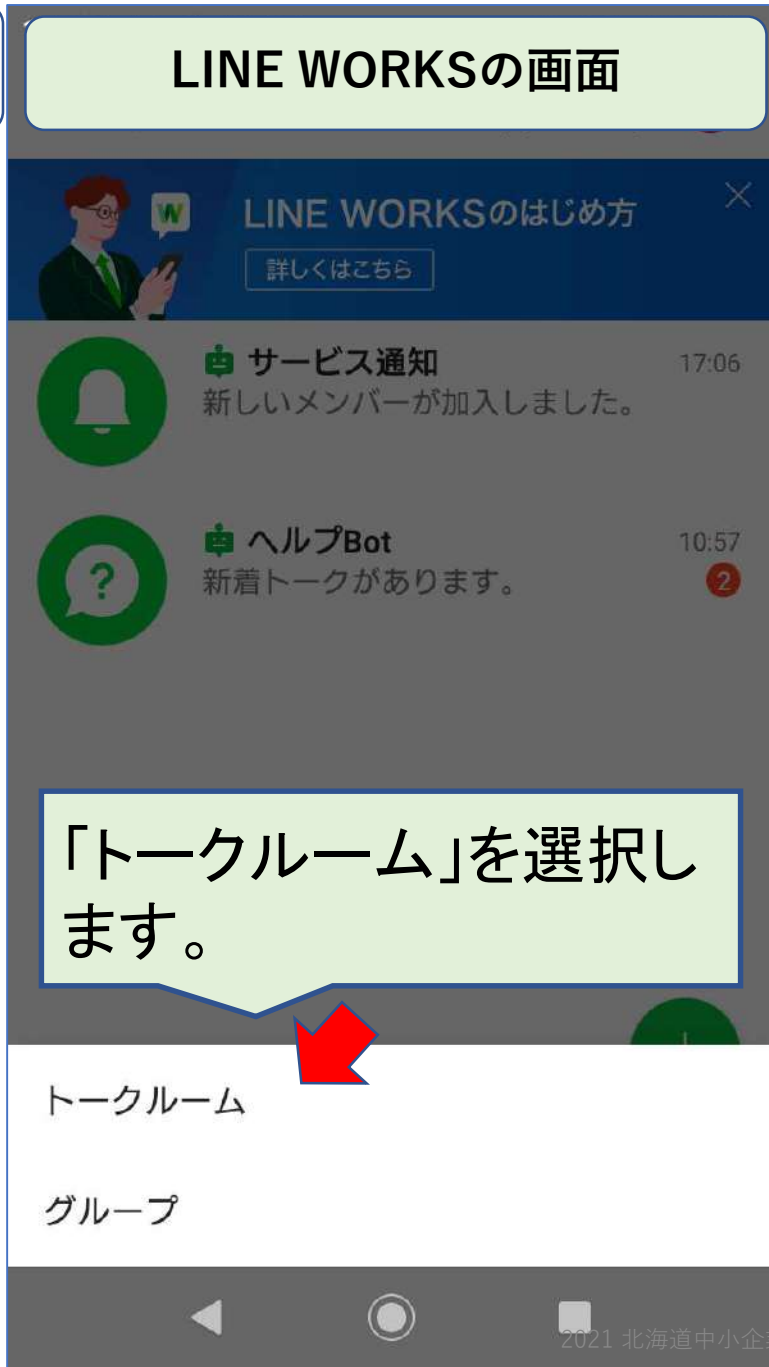 LINE WORKSの画面
LINE WORKSのはじめ方
詳しくはこちら
サービス通知
17:06
新しいメンバーが加入しました。
ヘルプBot
10:57
新着トークがあります。
2
「トークルーム」を選択し
ます。
トークルーム
グループ
2021 北海道中小企